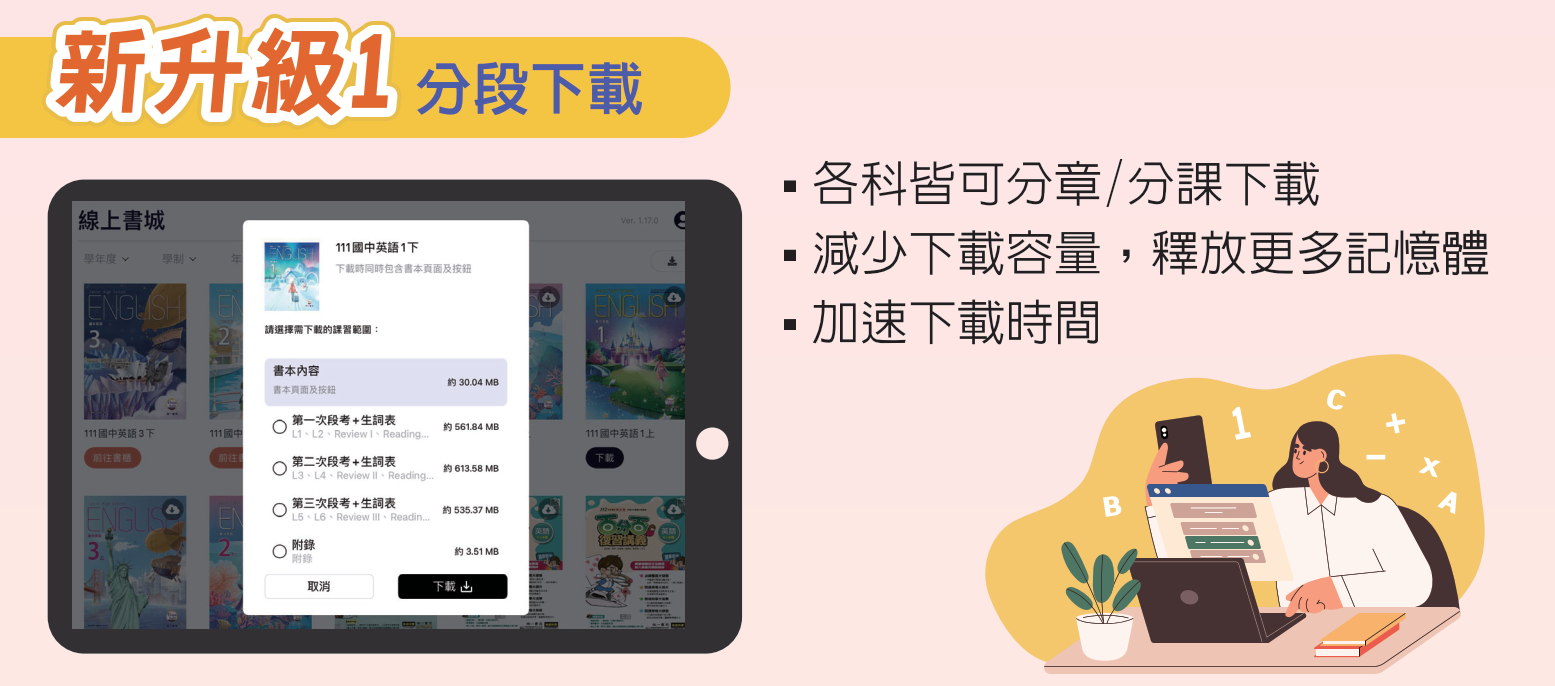 新升級1 分段下載
各科皆可分章/分課下載
減少下載容量，釋放更多記憶體
加速下載時間
線上書城
Ver. 1.17.0
學年度
學制
年
111國中英語1下
下載時同時包含書本頁面及按鈕
請選擇需下載的課習範圍：
書本內容
書本頁面及按鈕
約 30.04 MB
第一次段考+生詞表
L1、L2、Review I、Reading...
約 561.84 MB
第二次段考+生詞表
L3、L4、Review II、Reading...
約 613.58 MB
第三次段考+生詞表
L5、L6、Review III、Readin...
約 535.37 MB
附錄
附錄
約 3.51 MB
取消
下載
ENGLISH
3
111國中英語3下
前往書櫃
EN
2
111國中
前往
ENGLISH
1
SH
ENGLISH
1
111國中英語1上
下載
ENGLISH
3
EN
2
英語
英語
復習講義
1
C
+
−
x
A
B